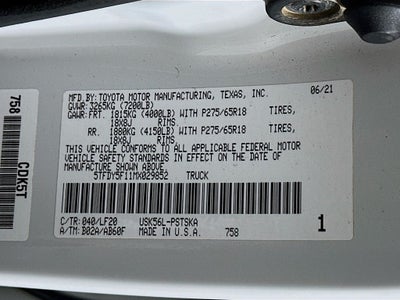 MFD.BY:TOYOTA MOTOR MANUFACTURING, TEXAS, INC. 06/21
GVWR: 3265KG (7200LB)
GAWR:FRT. 1815KG (4000LB) WITH P275/65R18 TIRES,
18X8J RIMS.
RR. 1880KG (4150LB) WITH P275/65R18 TIRES,
18X8J RIMS.
THIS VEHICLE CONFORMS TO ALL APPLICABLE FEDERAL MOTOR
VEHICLE SAFETY STANDARDS IN EFFECT ON THE DATE OF
MANUFACTURE SHOWN ABOVE.
5TFDY5F11MX029852 TRUCK
C/TR:040/LF20 USK56L-PSTSKA
A/TM:B02A/AB60F M A D E I N U. S. A. 758
1
758
CDK5T